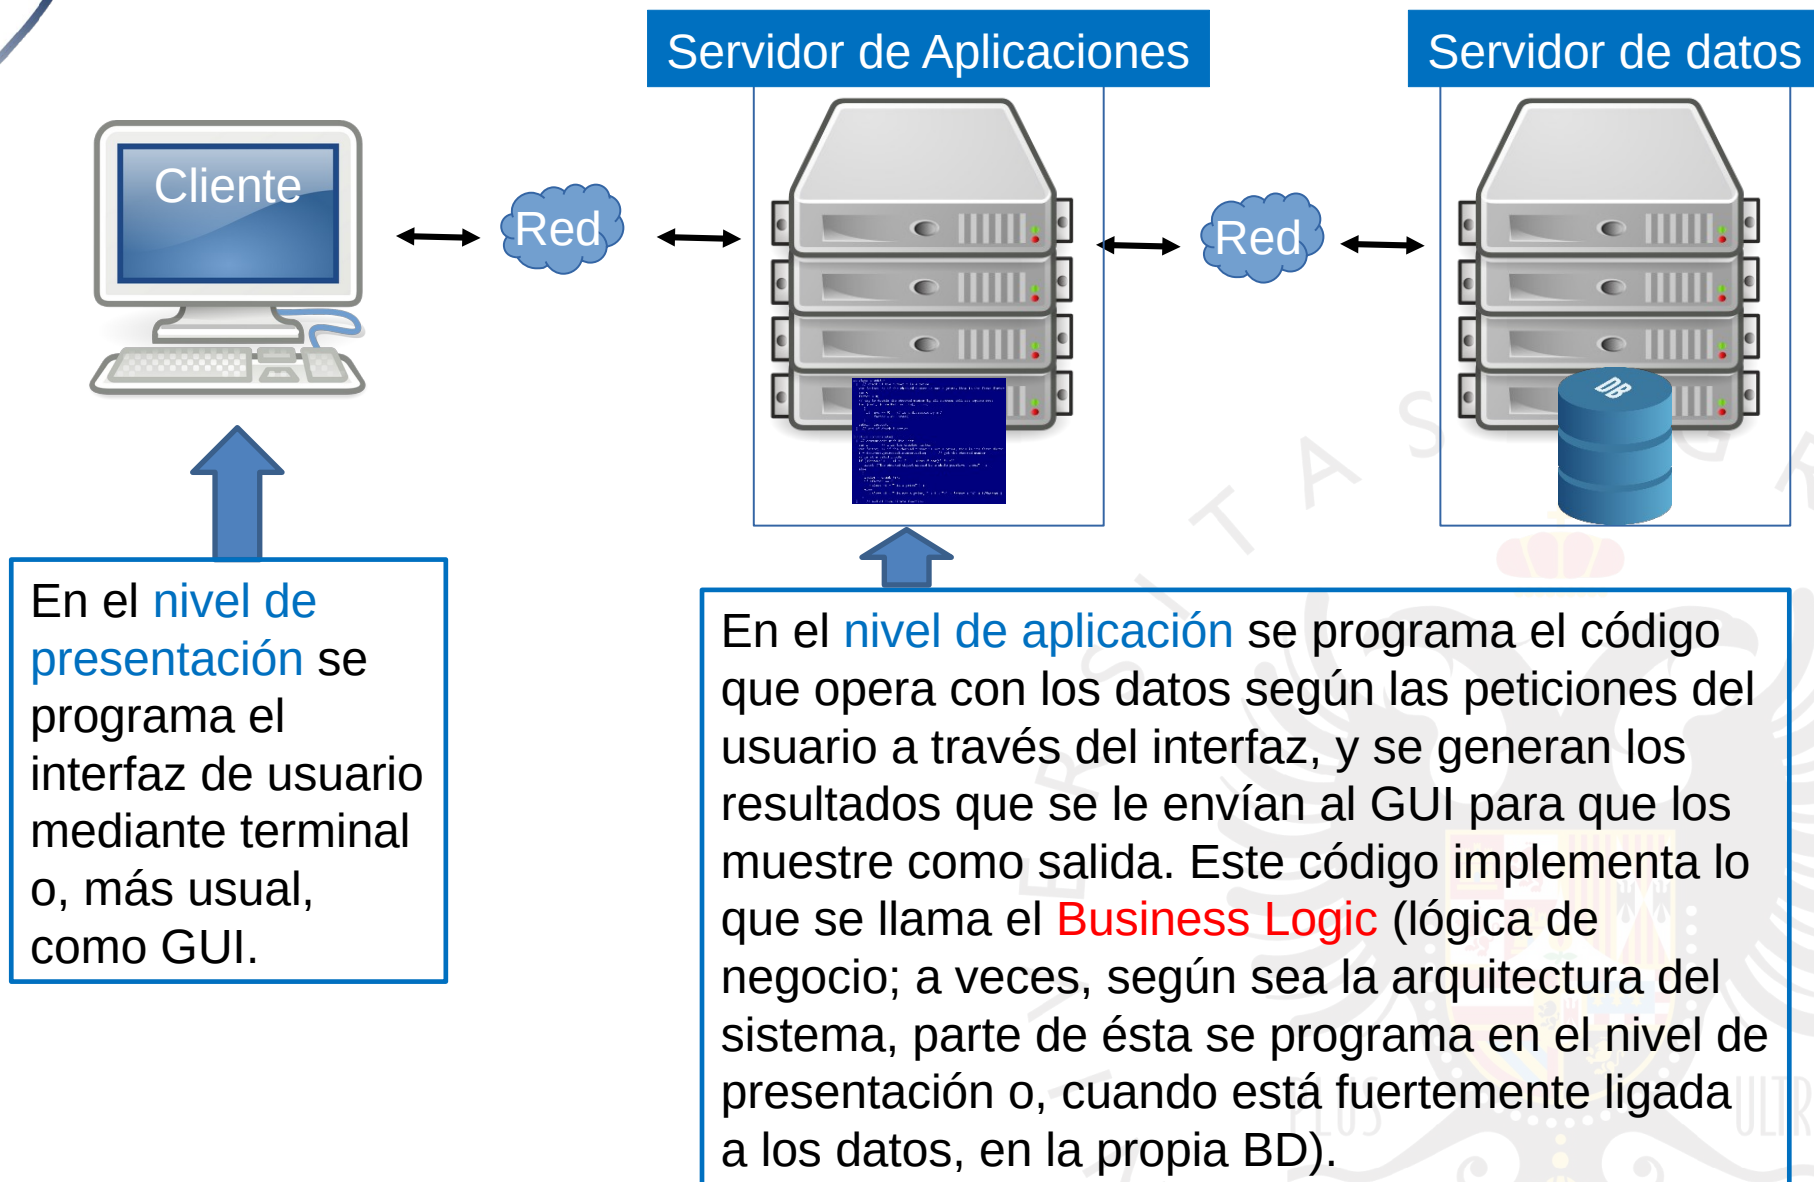 Servidor de Aplicaciones
Servidor de datos
Cliente
Red
Red
DB
En el nivel de
presentación se
programa el
interfaz de usuario
mediante terminal
o, más usual,
como GUI.
En el nivel de aplicación se programa el código
que opera con los datos según las peticiones del
usuario a través del interfaz, y se generan los
resultados que se le envían al GUI para que los
muestre como salida. Este código implementa lo
que se llama el Business Logic (lógica de
negocio; a veces, según sea la arquitectura del
sistema, parte de ésta se programa en el nivel de
presentación o, cuando está fuertemente ligada
a los datos, en la propia BD).
PLUS